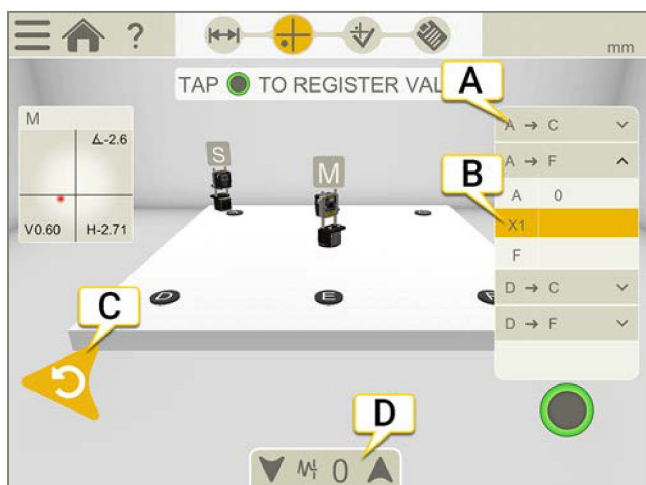 ?
mm
TAP TO REGISTER VAL
A
M
∡-2.6
V0.60 H-2.71
S
M
A → C
A → F
B
A 0
X1
F
D → C
D → F
D
E
C
D
0